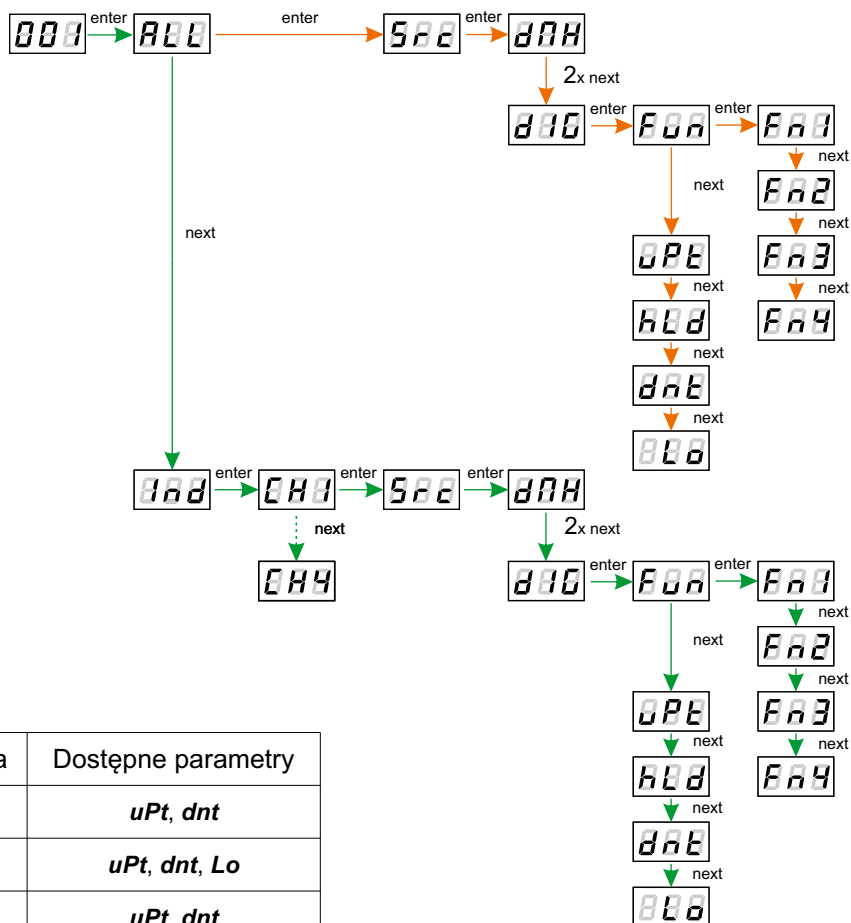 001 enter ALL enter Src enter dMH
2x next
dIG enter Fun enter Fn1
next
next Fn2
next
uPt Fn3
next next
hLd Fn4
next
dnt
next
Lo
next
Ind enter CH1 enter Src enter dMH
next 2x next
CH4 dIG enter Fun enter Fn1
next
next Fn2
next
uPt Fn3
next next
hLd Fn4
next
dnt
next
Lo
a Dostępne parametry
uPt, dnt
uPt, dnt, Lo
uPt, dnt